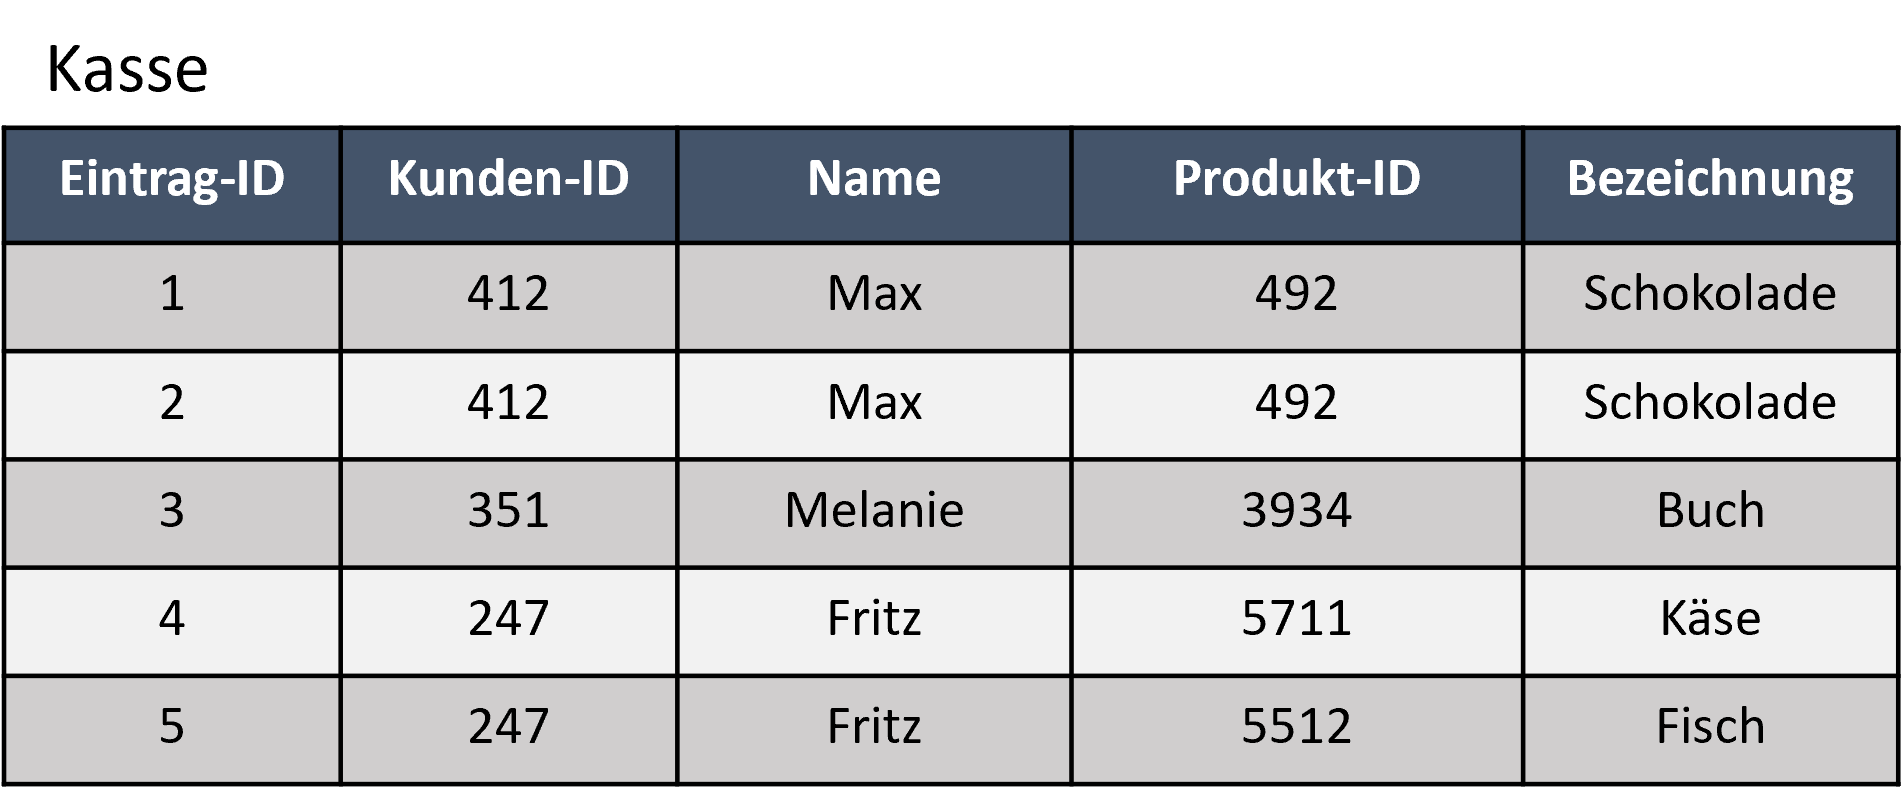 Kasse
Eintrag-ID Kunden-ID Name Produkt-ID Bezeichnung
1 412 Max 492 Schokolade
2 412 Max 492 Schokolade
3 351 Melanie 3934 Buch
4 247 Fritz 5711 Käse
5 247 Fritz 5512 Fisch